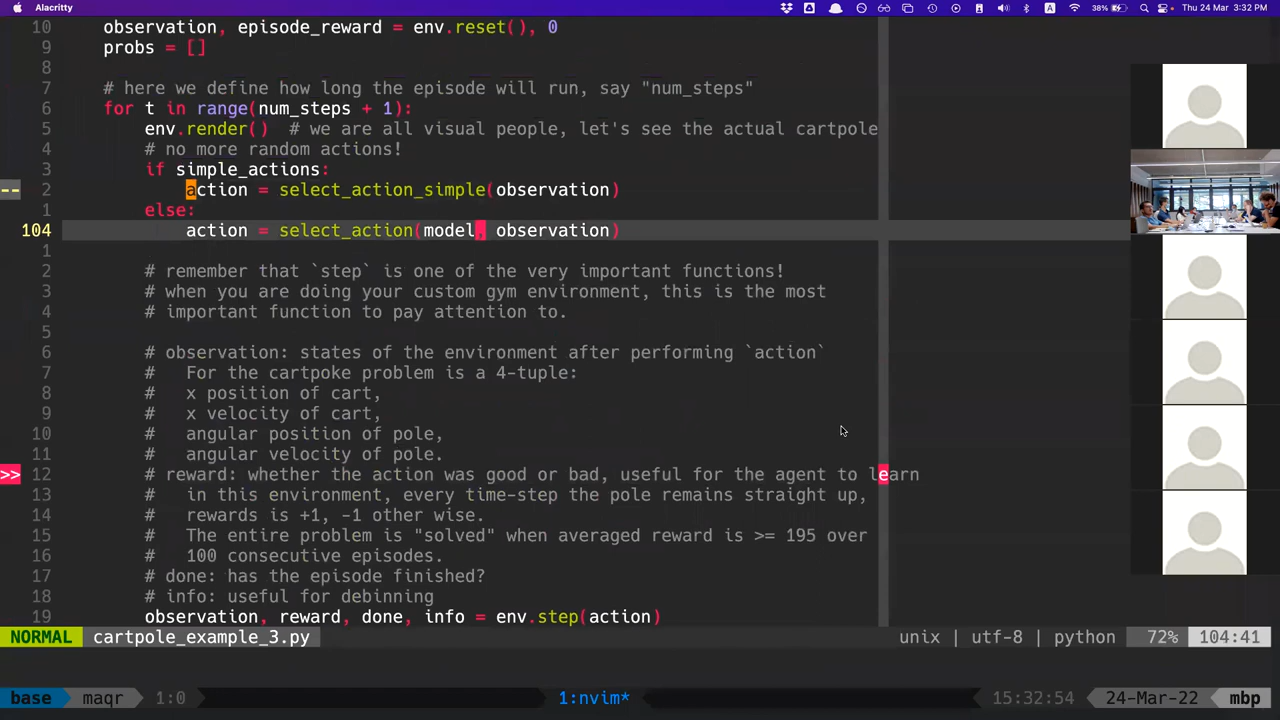 Alacritty
A 38% Thu 24 Mar 3:32 PM
10 observation, episode_reward = env.reset(), 0
9 probs = []
8
7 # here we define how long the episode will run, say "num_steps"
6 for t in range(num_steps + 1):
5 env.render() # we are all visual people, let's see the actual cartpole
4 # no more random actions!
3 if simple_actions:
-- 2 action = select_action_simple(observation)
1 else:
104 action = select_action(model, observation)
1
2 # remember that `step` is one of the very important functions!
3 # when you are doing your custom gym environment, this is the most
4 # important function to pay attention to.
5
6 # observation: states of the environment after performing `action`
7 # For the cartpoke problem is a 4-tuple:
8 # x position of cart,
9 # x velocity of cart,
10 # angular position of pole,
11 # angular velocity of pole.
>> 12 # reward: whether the action was good or bad, useful for the agent to learn
13 # in this environment, every time-step the pole remains straight up,
14 # rewards is +1, -1 other wise.
15 # The entire problem is "solved" when averaged reward is >= 195 over
16 # 100 consecutive episodes.
17 # done: has the episode finished?
18 # info: useful for debinning
19 observation, reward, done, info = env.step(action)
NORMAL cartpole_example_3.py unix | utf-8 | python 72% 104:41
base maqr 1:0 1:nvim* 15:32:54 24-Mar-22 mbp